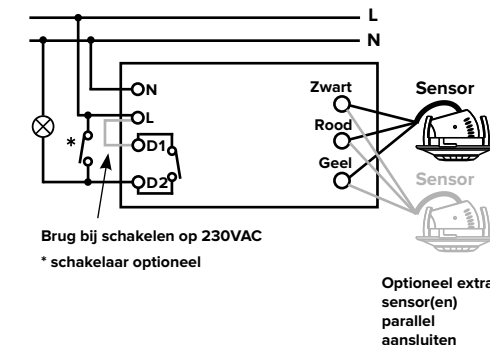 L
N
N
L
D1
D2
*
Zwart
Rood
Geel
Sensor
Sensor
Brug bij schakelen op 230VAC
* schakelaar optioneel
Optioneel extra
sensor(en)
parallel
aansluiten